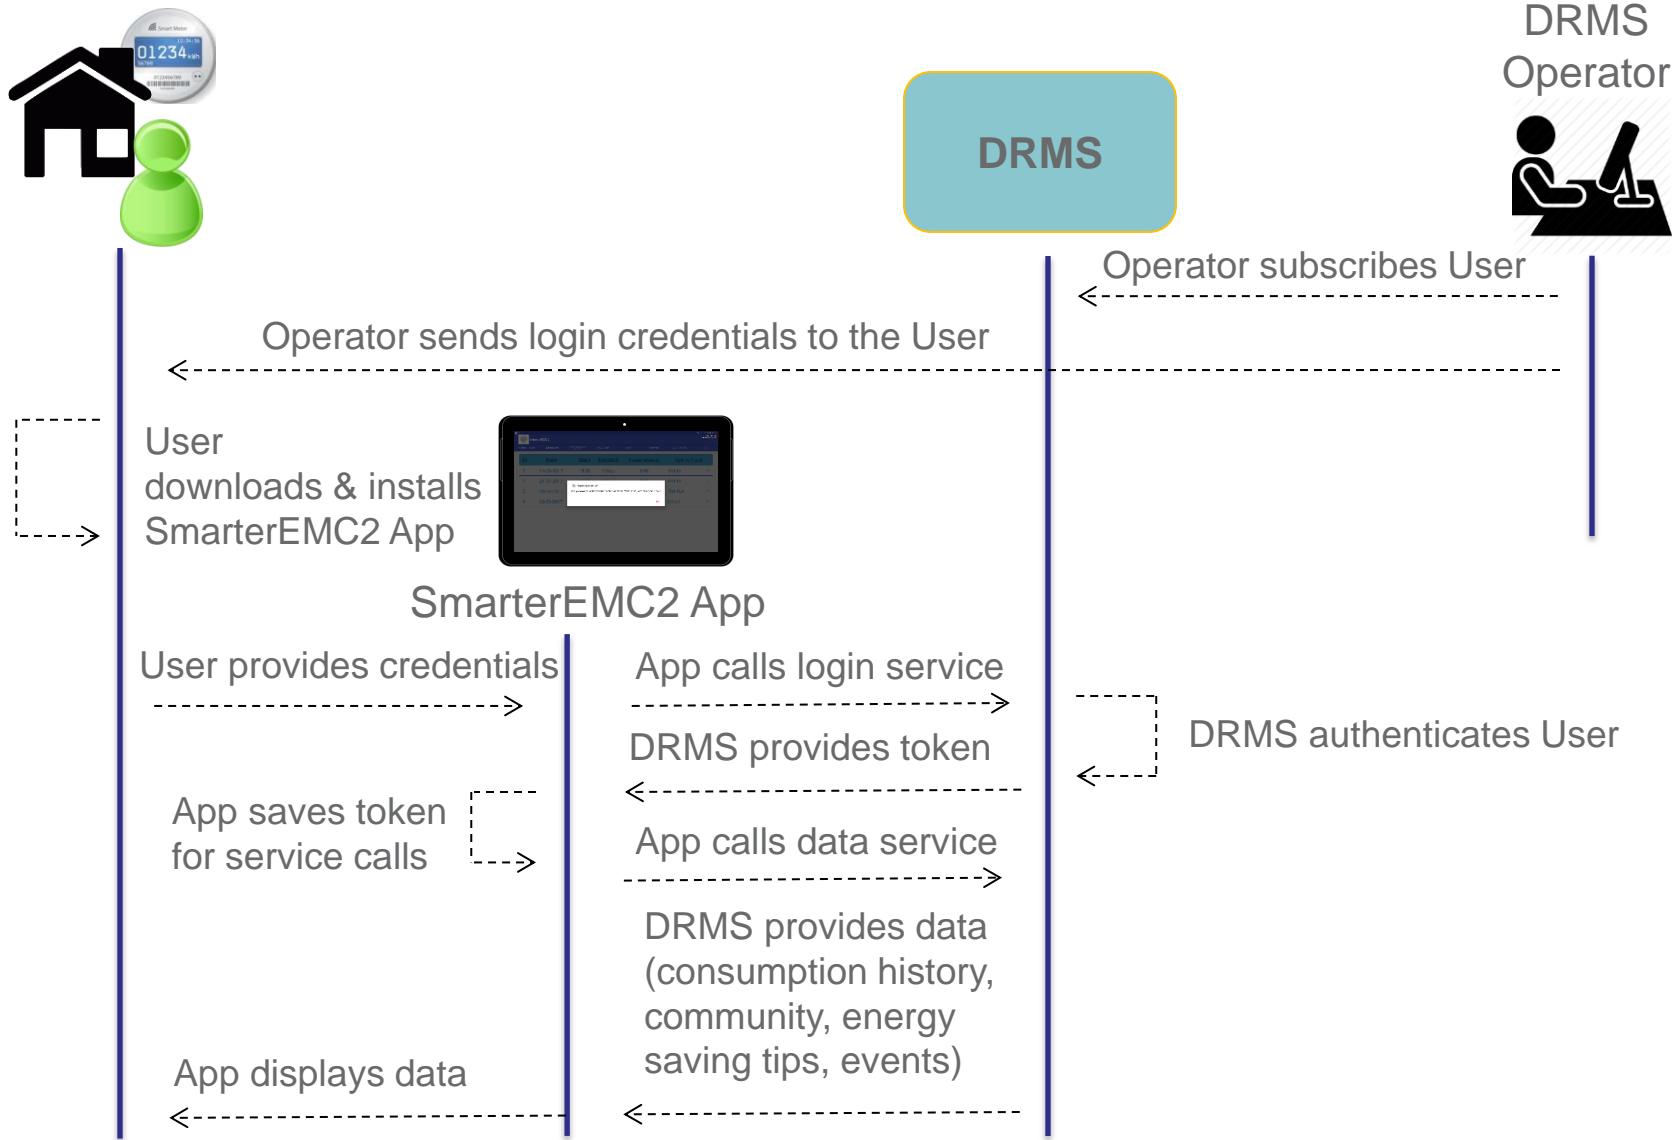 DRMS
Operator
Smart Meter
01234 kWh
DRMS
Operator subscribes User
Operator sends login credentials to the User
User
downloads & installs
SmarterEMC2 App
SmarterEMC2 App
User provides credentials
App calls login service
DRMS authenticates User
DRMS provides token
App saves token
for service calls
App calls data service
DRMS provides data
(consumption history,
community, energy
saving tips, events)
App displays data